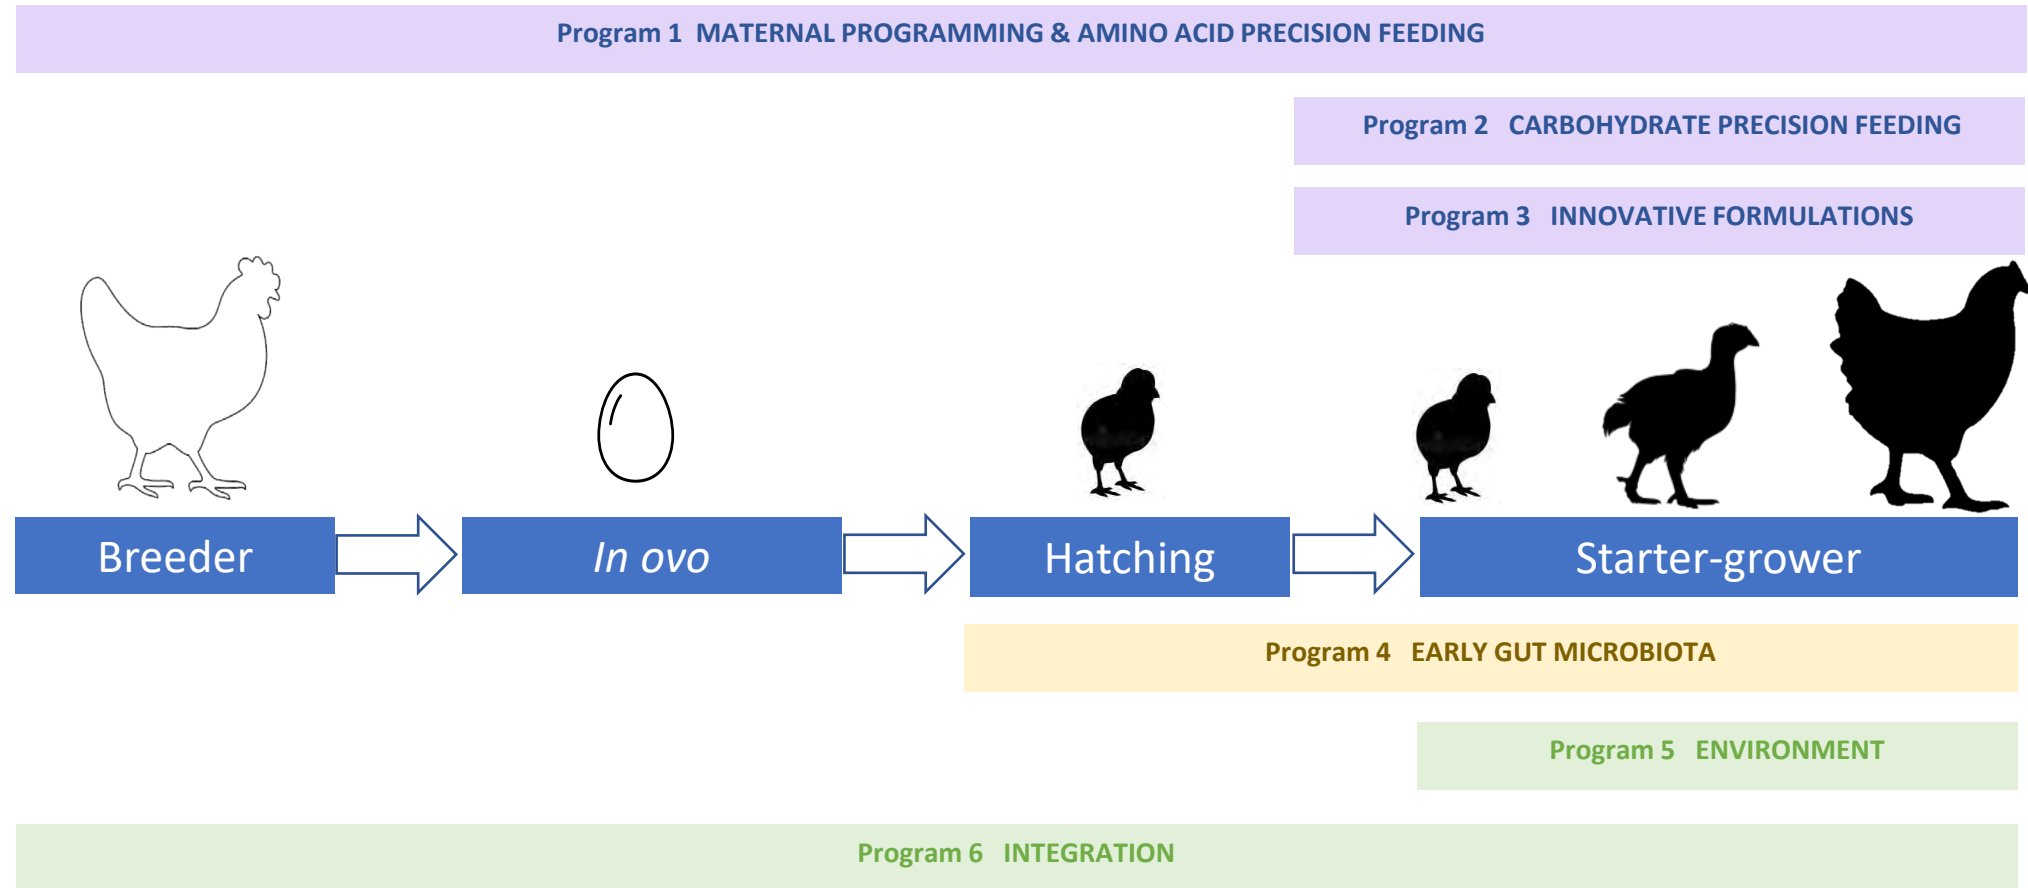 Program 1 MATERNAL PROGRAMMING & AMINO ACID PRECISION FEEDING
Program 2 CARBOHYDRATE PRECISION FEEDING
Program 3 INNOVATIVE FORMULATIONS
Breeder
In ovo
Hatching
Starter-grower
Program 4 EARLY GUT MICROBIOTA
Program 5 ENVIRONMENT
Program 6 INTEGRATION